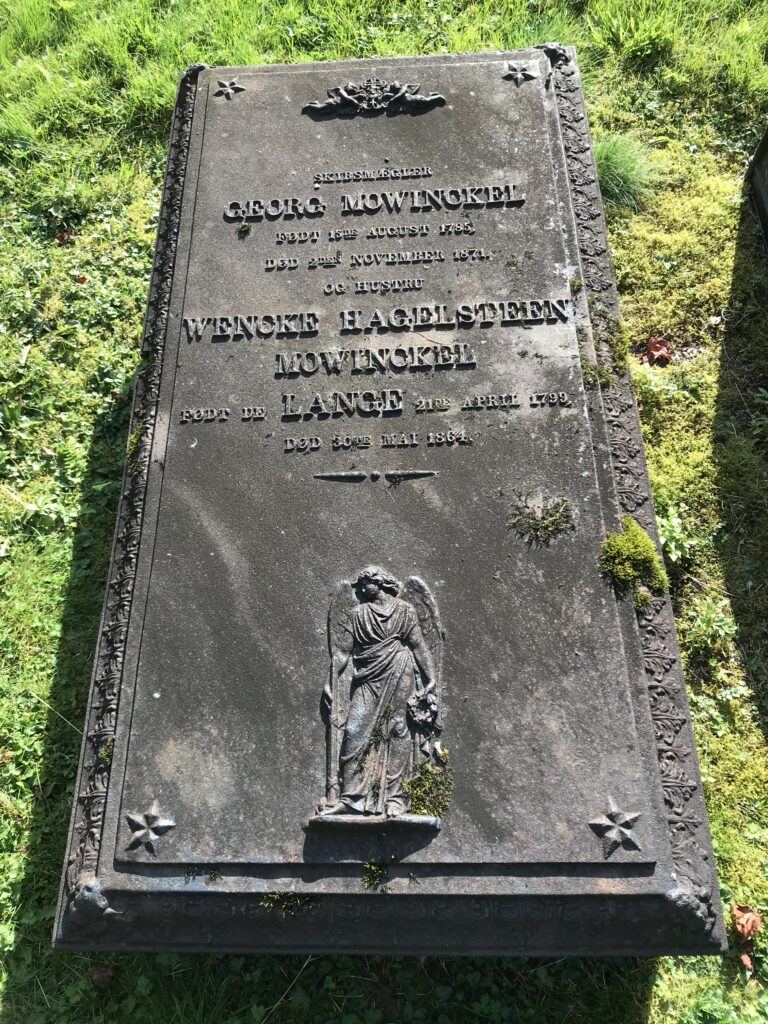 SKIBSMÆGLER
GEORG MOWINCKEL
FØDT 15DE AUGUST 1785,
DØD 2DEN NOVEMBER 1871,
OG HUSTRU
WENCKE HAGELSTEEN
MOWINCKEL
FØDT DE LANGE 21DE APRIL 1799,
DØD 30TE MAI 1864.